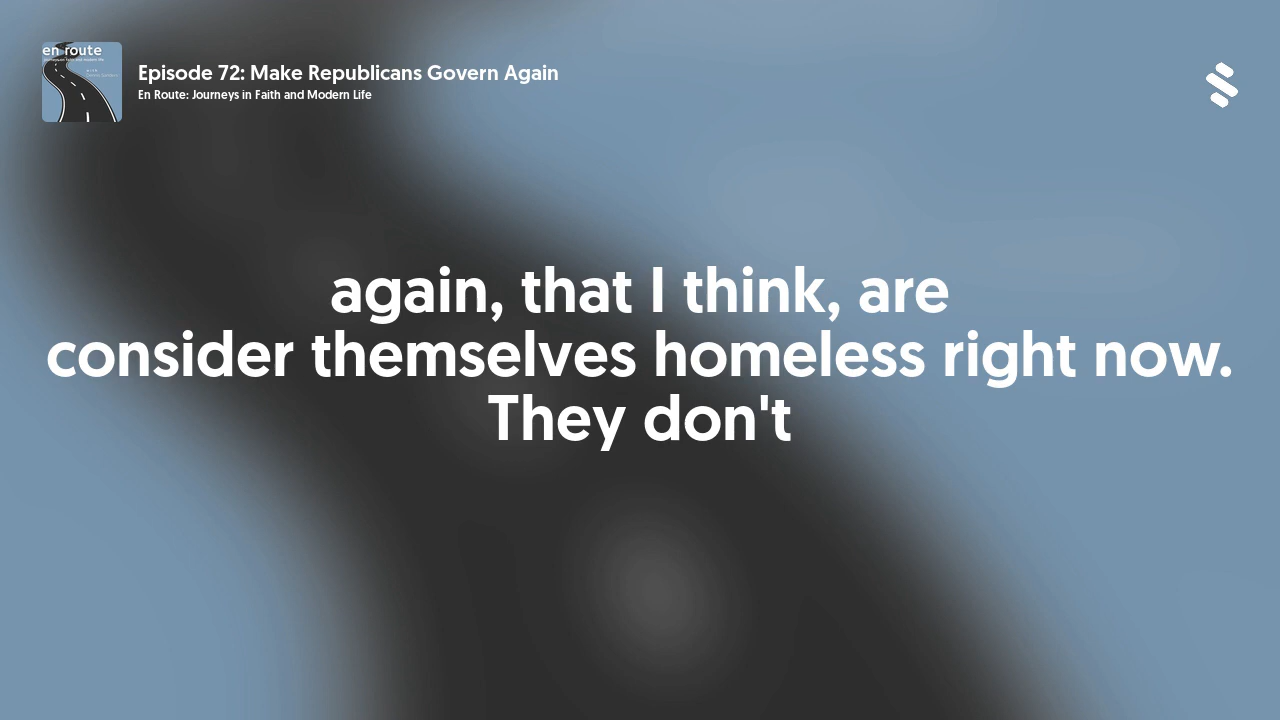 en route
Episode 72: Make Republicans Govern Again
En Route: Journeys in Faith and Modern Life
again, that I think, are
consider themselves homeless right now.
They don't